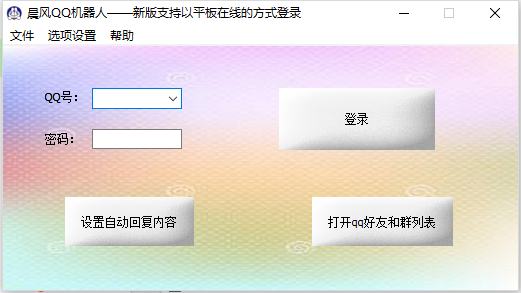 晨风QQ机器人——新版支持以平板在线的方式登录
文件 选项设置 帮助
QQ号：
登录
密码：
设置自动回复内容 打开qq好友和群列表